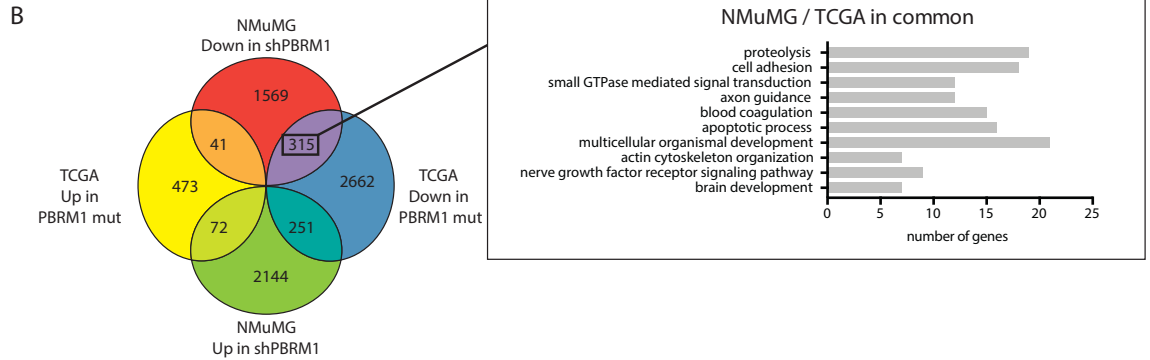 B
NMuMG
Down in shPBRM1
1569
41
315
TCGA
Up in
PBRM1 mut
473
2662
TCGA
Down in
PBRM1 mut
72
251
2144
NMuMG
Up in shPBRM1
NMuMG / TCGA in common
proteolysis
cell adhesion
small GTPase mediated signal transduction
axon guidance
blood coagulation
apoptotic process
multicellular organismal development
actin cytoskeleton organization
nerve growth factor receptor signaling pathway
brain development
0 5 10 15 20 25
number of genes